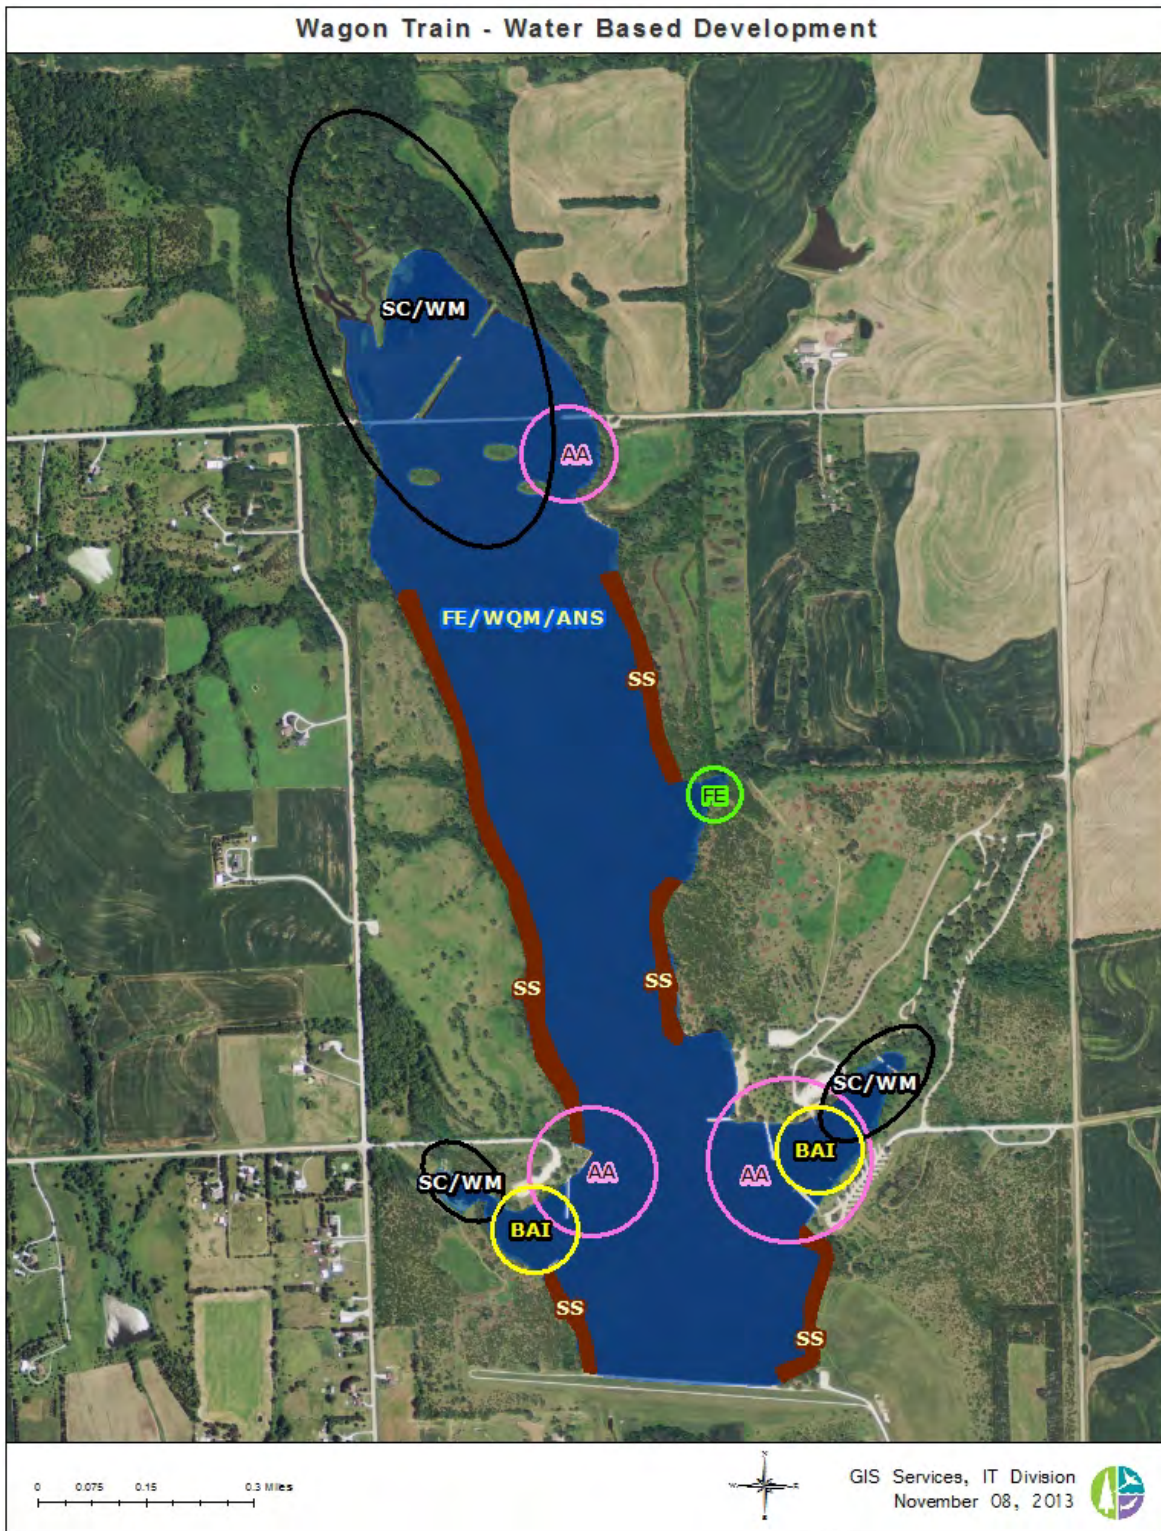 Wagon Train - Water Based Development
SC/WM
AA
FE/WQM/ANS
SS
FE
SS
SS
SC/WM
BAI
AA
AA
SC/WM
BAI
SS
SS
0 0.075 0.15 0.3 Miles
N
W E
S
GIS Services, IT Division
November 08, 2013